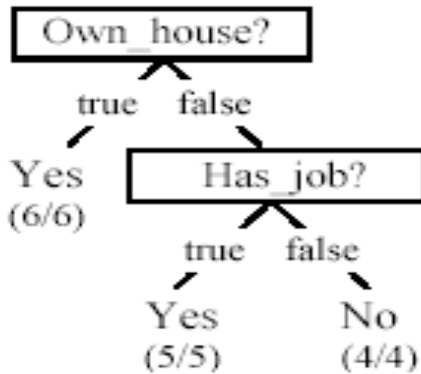 Own_house?
true false
Yes
(6/6)
Has_job?
true false
Yes No
(5/5) (4/4)